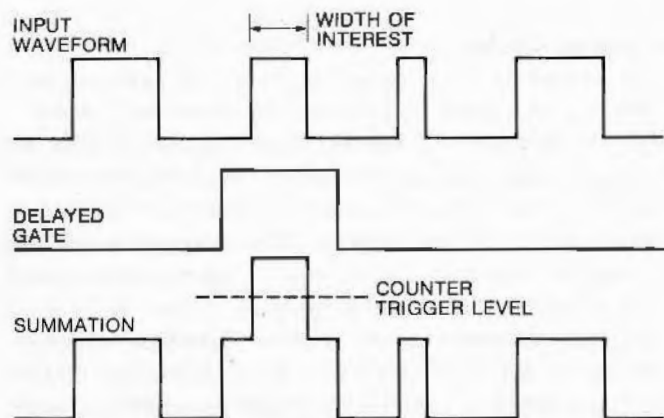 INPUT
WAVEFORM
WIDTH OF
INTEREST
DELAYED
GATE
COUNTER
TRIGGER LEVEL
SUMMATION